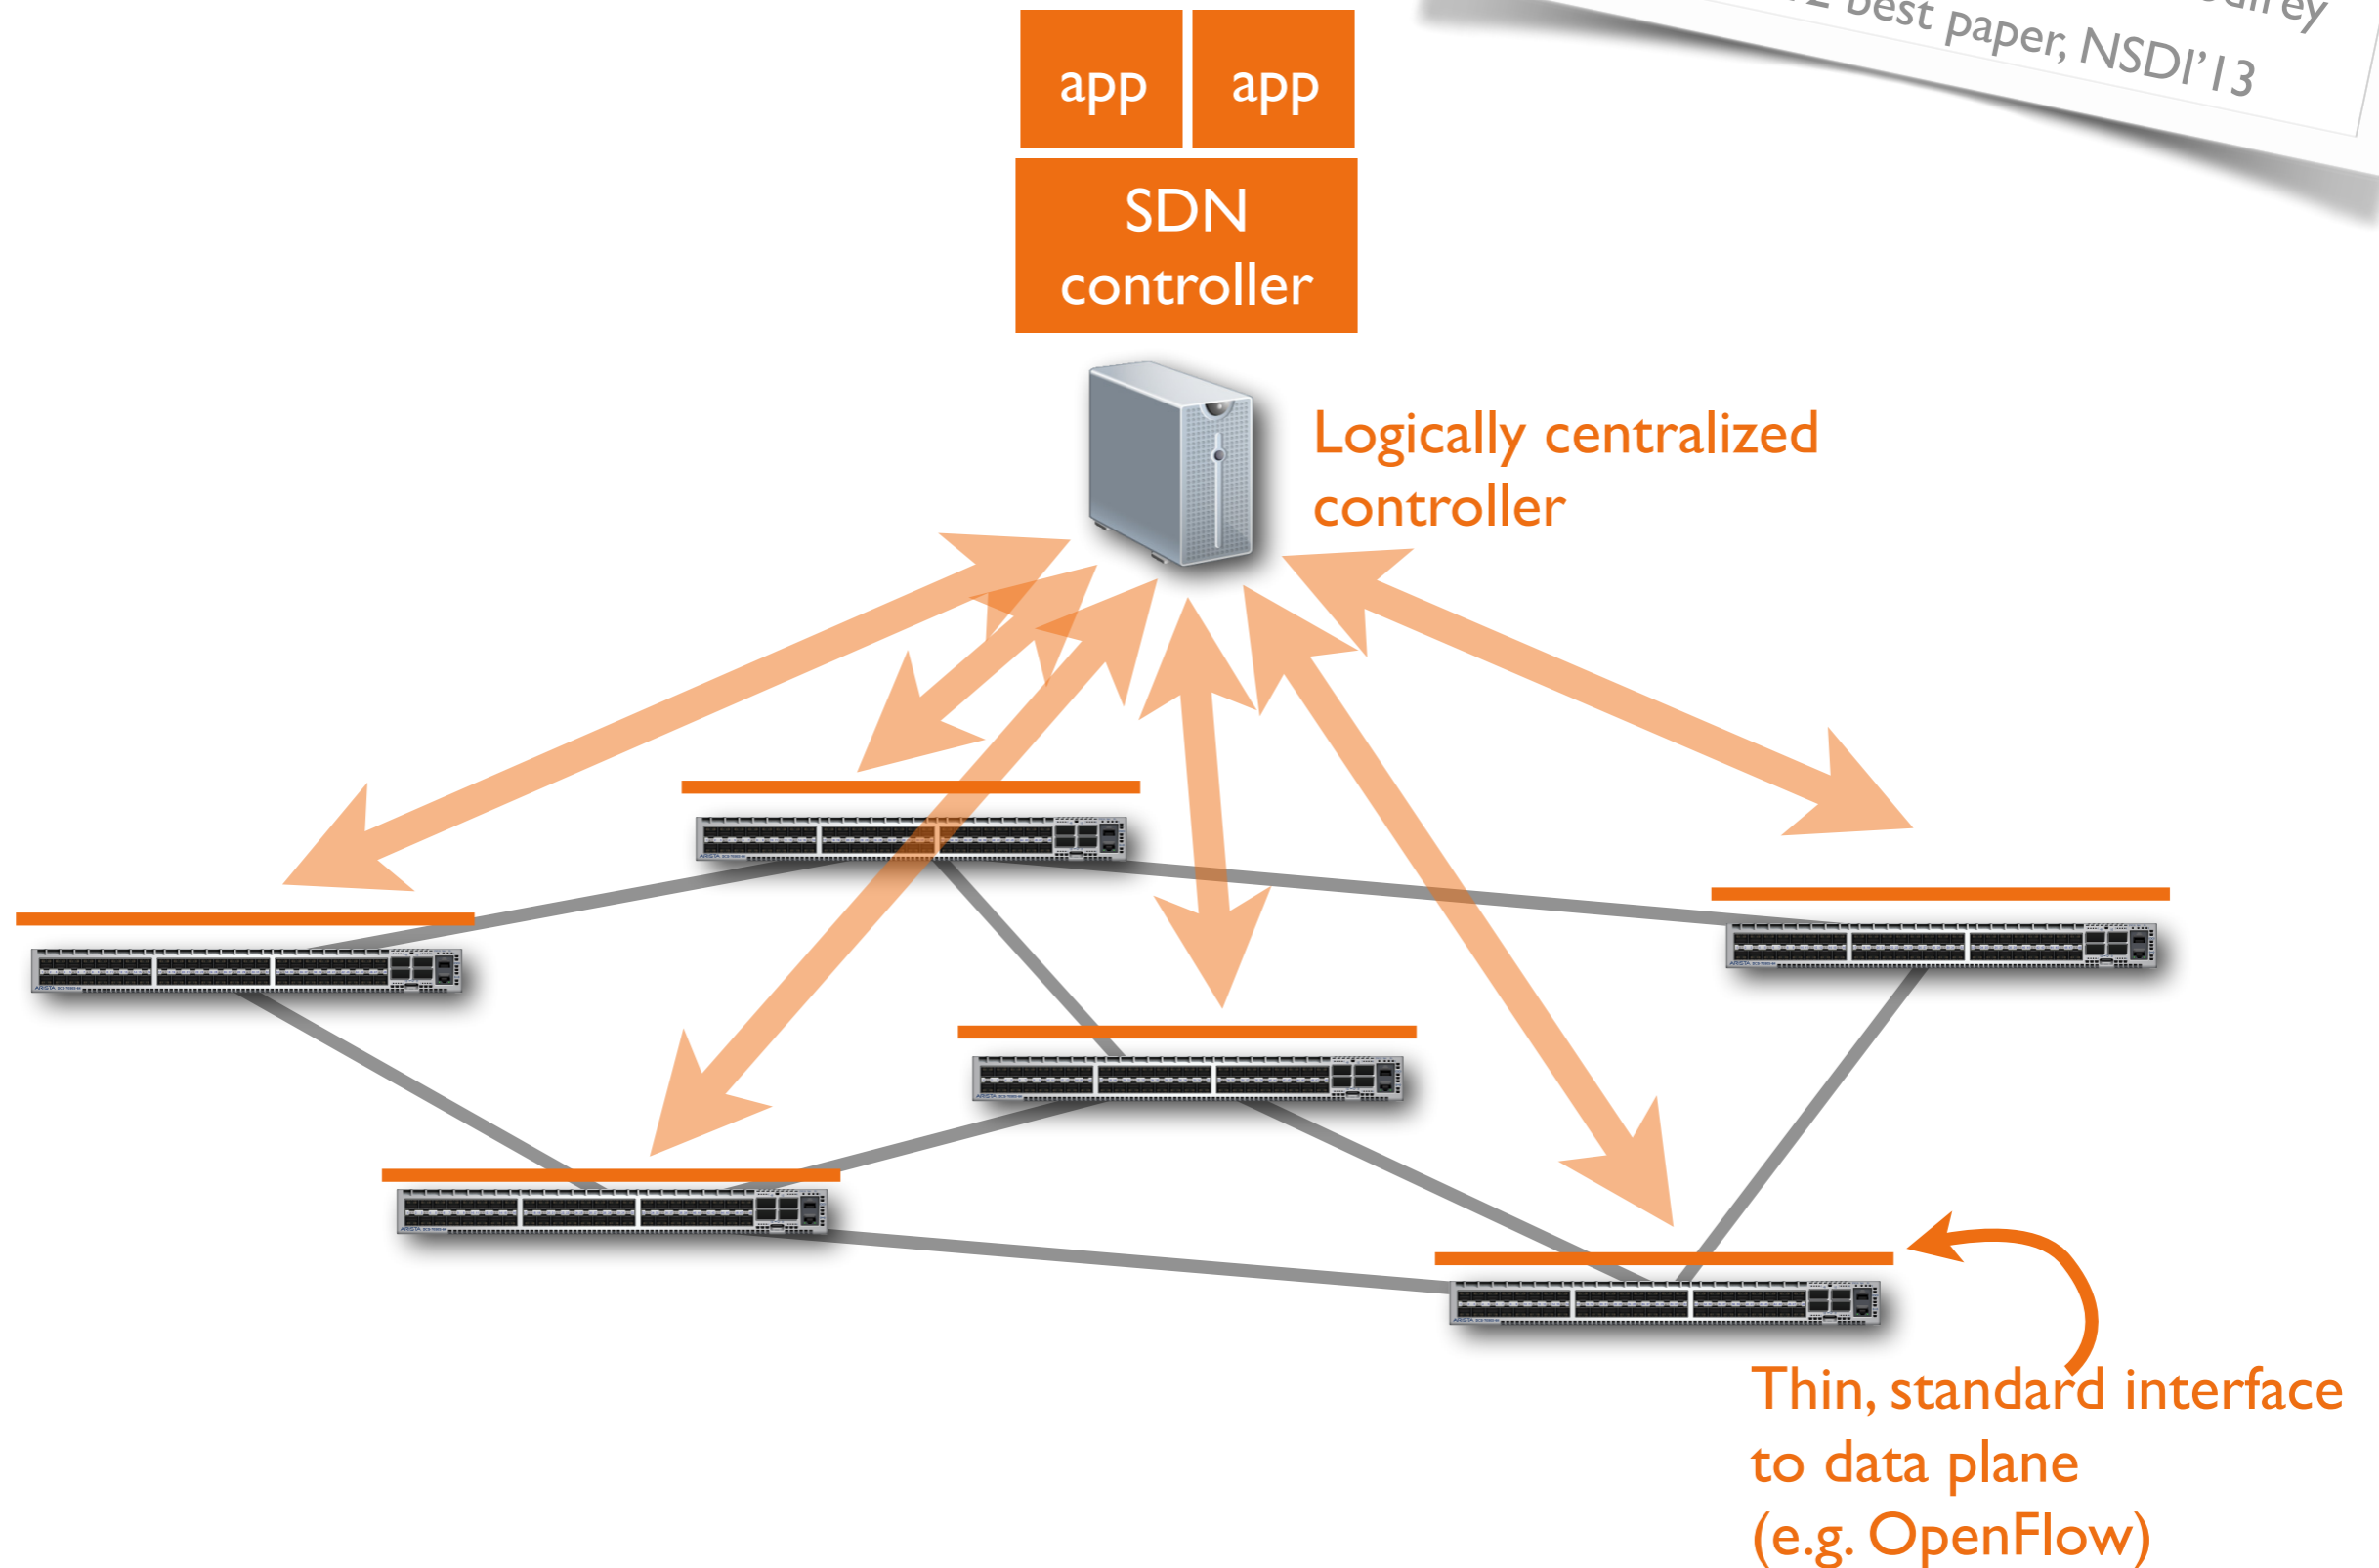 best paper, NSDI'13
app app
SDN
controller
Logically centralized
controller
Thin, standard interface
to data plane
(e.g. OpenFlow)